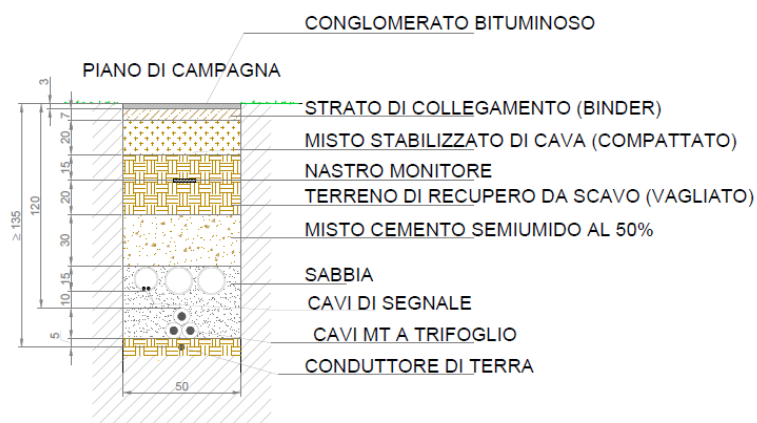 CONGLOMERATO BITUMINOSO
PIANO DI CAMPAGNA
3
STRATO DI COLLEGAMENTO (BINDER)
7
MISTO STABILIZZATO DI CAVA (COMPATTATO)
20
15
NASTRO MONITORE
20
TERRENO DI RECUPERO DA SCAVO (VAGLIATO)
120
≥ 135
MISTO CEMENTO SEMIUMIDO AL 50%
30
SABBIA
15
10
CAVI DI SEGNALE
CAVI MT A TRIFOGLIO
5
CONDUTTORE DI TERRA
50